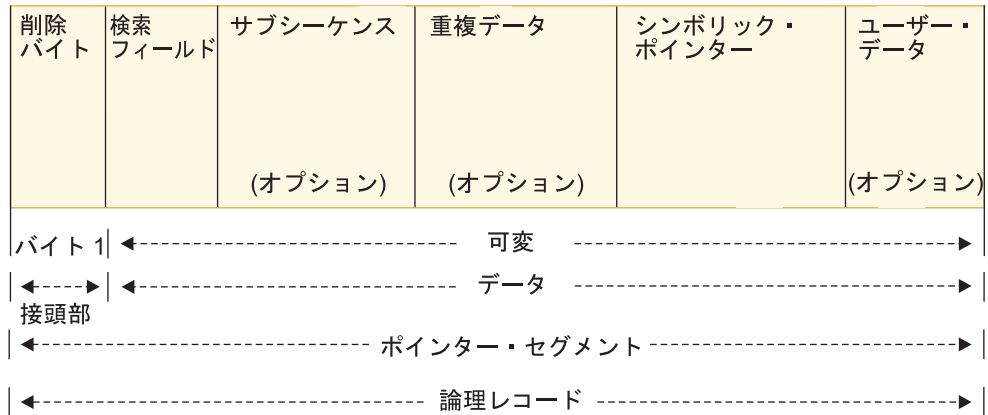 削除
バイト
検索
フィールド
サブシーケンス
(オプション)
重複データ
(オプション)
シンボリック・
ポインター
ユーザー・
データ
(オプション)
バイト 1
可変
データ
接頭部
ポインター・セグメント
論理レコード